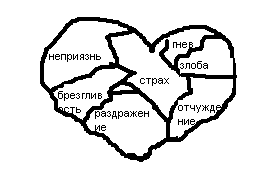 гнев
неприязнь
злоба
страх
брезглив
ость
раздражен
ие
отчужде
ние